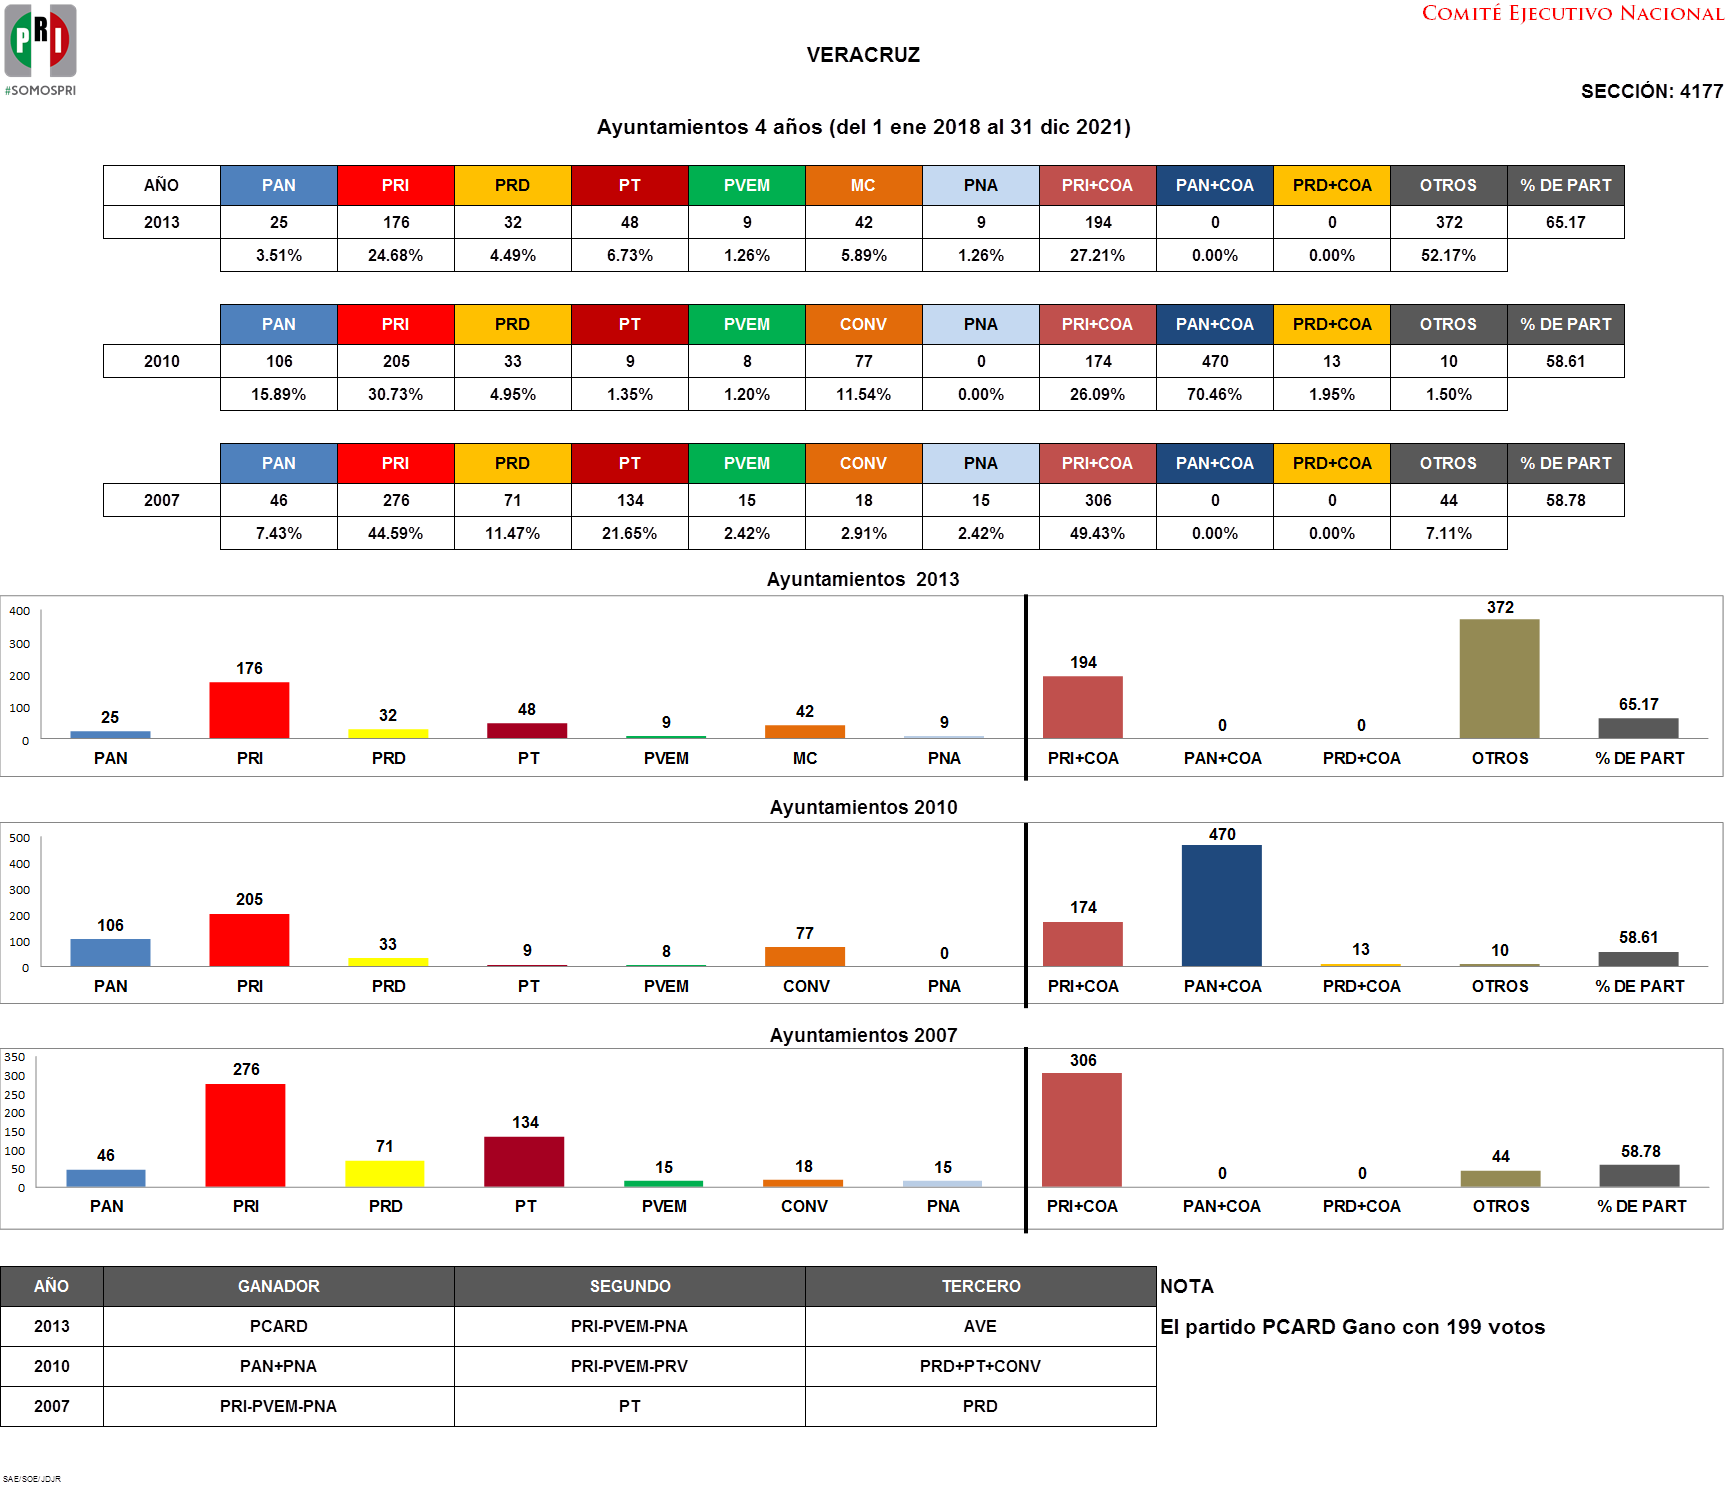 PRI
#SOMOSPRI
COMITÉ EJECUTIVO NACIONAL
VERACRUZ
SECCIÓN: 4177
Ayuntamientos 4 años (del 1 ene 2018 al 31 dic 2021)
AÑO PAN PRI PRD PT PVEM MC PNA PRI+COA PAN+COA PRD+COA OTROS % DE PART
2013 25 176 32 48 9 42 9 194 0 0 372 65.17
3.51% 24.68% 4.49% 6.73% 1.26% 5.89% 1.26% 27.21% 0.00% 0.00% 52.17%
PAN PRI PRD PT PVEM CONV PNA PRI+COA PAN+COA PRD+COA OTROS % DE PART
2010 106 205 33 9 8 77 0 174 470 13 10 58.61
15.89% 30.73% 4.95% 1.35% 1.20% 11.54% 0.00% 26.09% 70.46% 1.95% 1.50%
PAN PRI PRD PT PVEM CONV PNA PRI+COA PAN+COA PRD+COA OTROS % DE PART
2007 46 276 71 134 15 18 15 306 0 0 44 58.78
7.43% 44.59% 11.47% 21.65% 2.42% 2.91% 2.42% 49.43% 0.00% 0.00% 7.11%
Ayuntamientos 2013
400
300
200
100
0
25 176 32 48 9 42 9 194 0 0 372 65.17
PAN PRI PRD PT PVEM MC PNA PRI+COA PAN+COA PRD+COA OTROS % DE PART
Ayuntamientos 2010
500
400
300
200
100
0
106 205 33 9 8 77 0 174 470 13 10 58.61
PAN PRI PRD PT PVEM CONV PNA PRI+COA PAN+COA PRD+COA OTROS % DE PART
Ayuntamientos 2007
350
300
250
200
150
100
50
0
46 276 71 134 15 18 15 306 0 0 44 58.78
PAN PRI PRD PT PVEM CONV PNA PRI+COA PAN+COA PRD+COA OTROS % DE PART
AÑO GANADOR SEGUNDO TERCERO NOTA
2013 PCARD PRI-PVEM-PNA AVE El partido PCARD Gano con 199 votos
2010 PAN+PNA PRI-PVEM-PRV PRD+PT+CONV
2007 PRI-PVEM-PNA PT PRD
SAE/SOE/JDJR